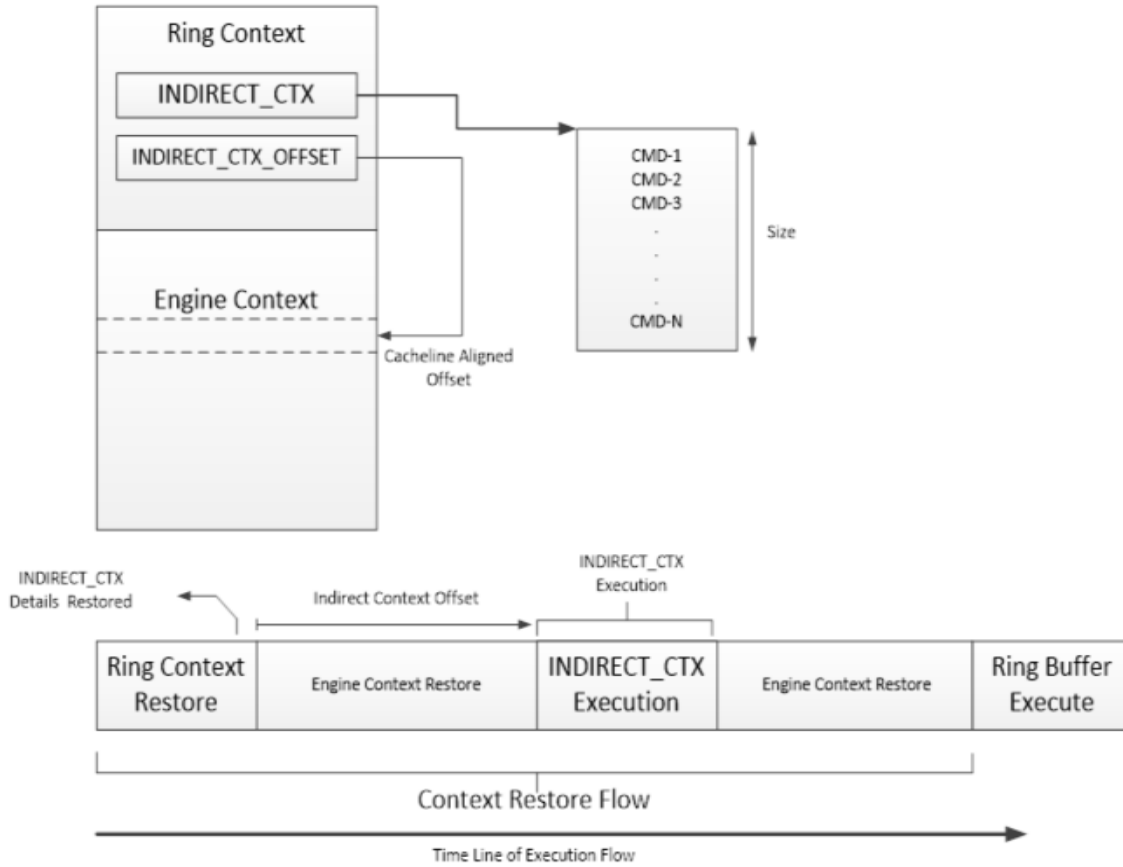 Ring Context
INDIRECT_CTX
INDIRECT_CTX_OFFSET
CMD-1
CMD-2
CMD-3
.
.
.
.
CMD-N
Size
Engine Context
Cacheline Aligned
Offset
INDIRECT_CTX
Details Restored
Indirect Context Offset
INDIRECT_CTX
Execution
Ring Context
Restore
Engine Context Restore
INDIRECT_CTX
Execution
Engine Context Restore
Ring Buffer
Execute
Context Restore Flow
Time Line of Execution Flow